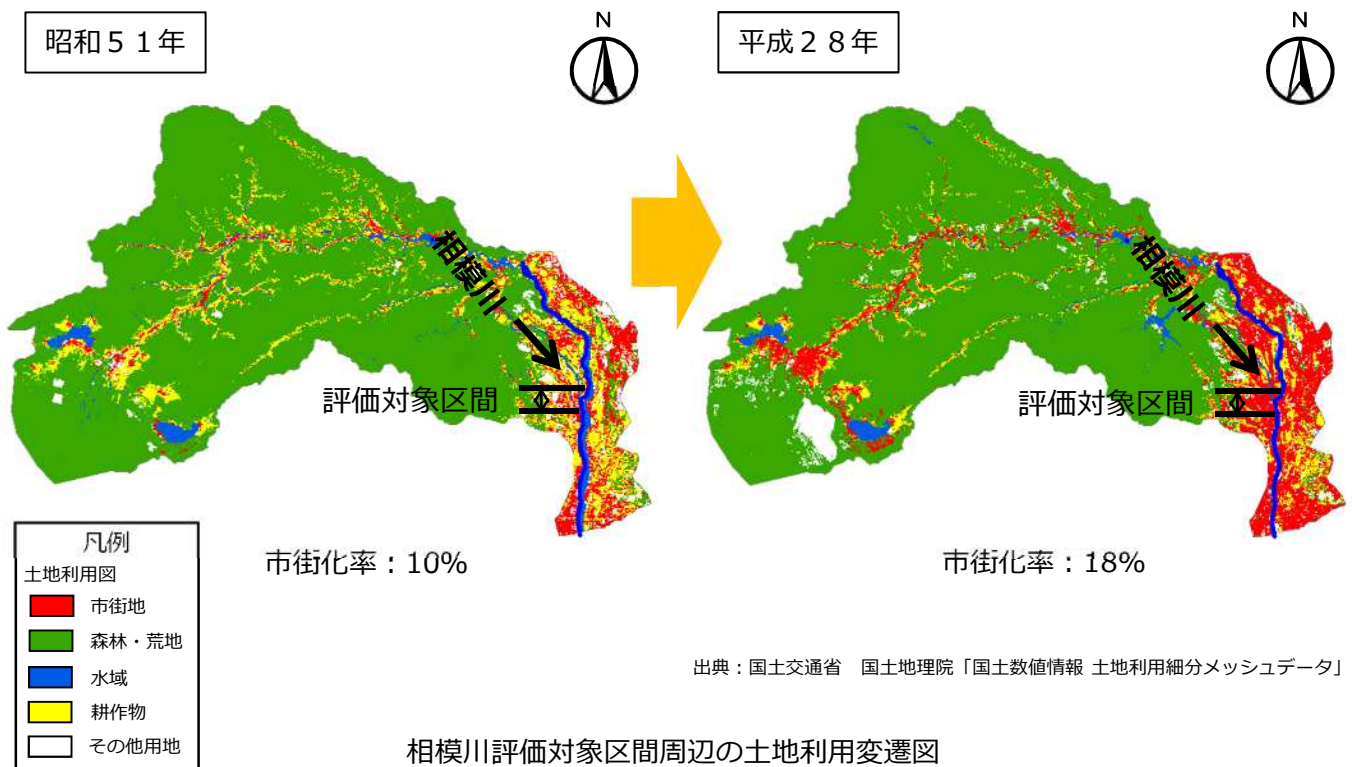 昭和５１年
N
平成２８年
N
相模川
評価対象区間
相模川
評価対象区間
市街化率：10%
市街化率：18%
凡例
土地利用図
市街地
森林・荒地
水域
耕作物
その他用地
出典：国土交通省　国土地理院「国土数値情報 土地利用細分メッシュデータ」
相模川評価対象区間周辺の土地利用変遷図